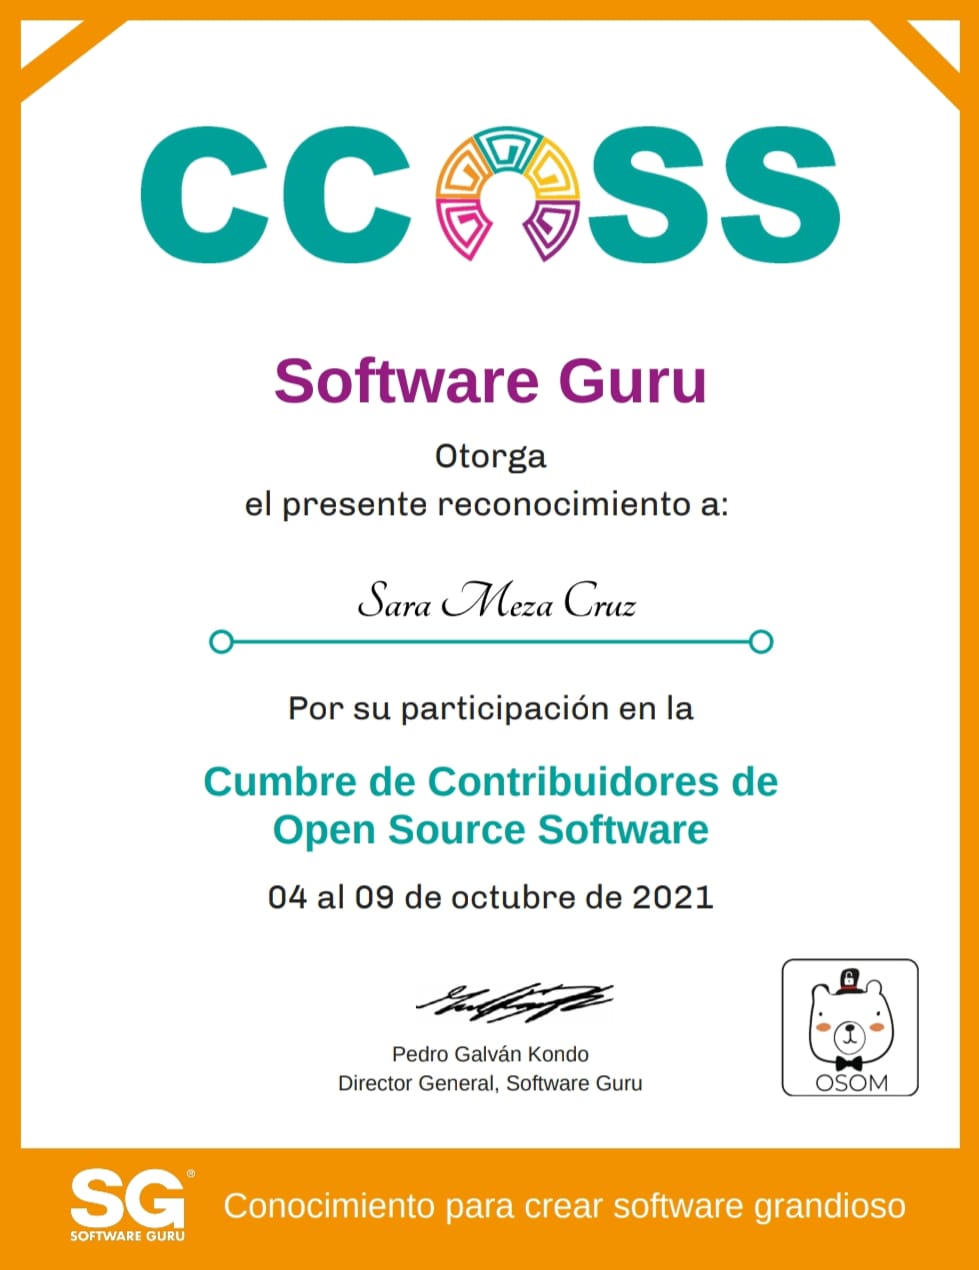 CCOSS
Software Guru
Otorga
el presente reconocimiento a:
Sara Meza Cruz
Por su participación en la
Cumbre de Contribuidores de
Open Source Software
04 al 09 de octubre de 2021
Pedro Galván Kondo
Director General, Software Guru
OSOM
SG®
SOFTWARE GURU
Conocimiento para crear software grandioso